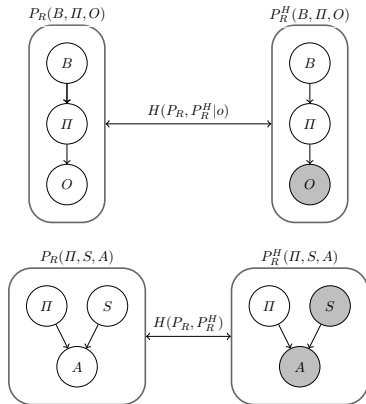 P_R(B, Π, O) P_R^H(B, Π, O)
B B
Π H(P_R, P_R^H|o) Π
O O
P_R(Π, S, A) P_R^H(Π, S, A)
Π S H(P_R, P_R^H) Π S
A A